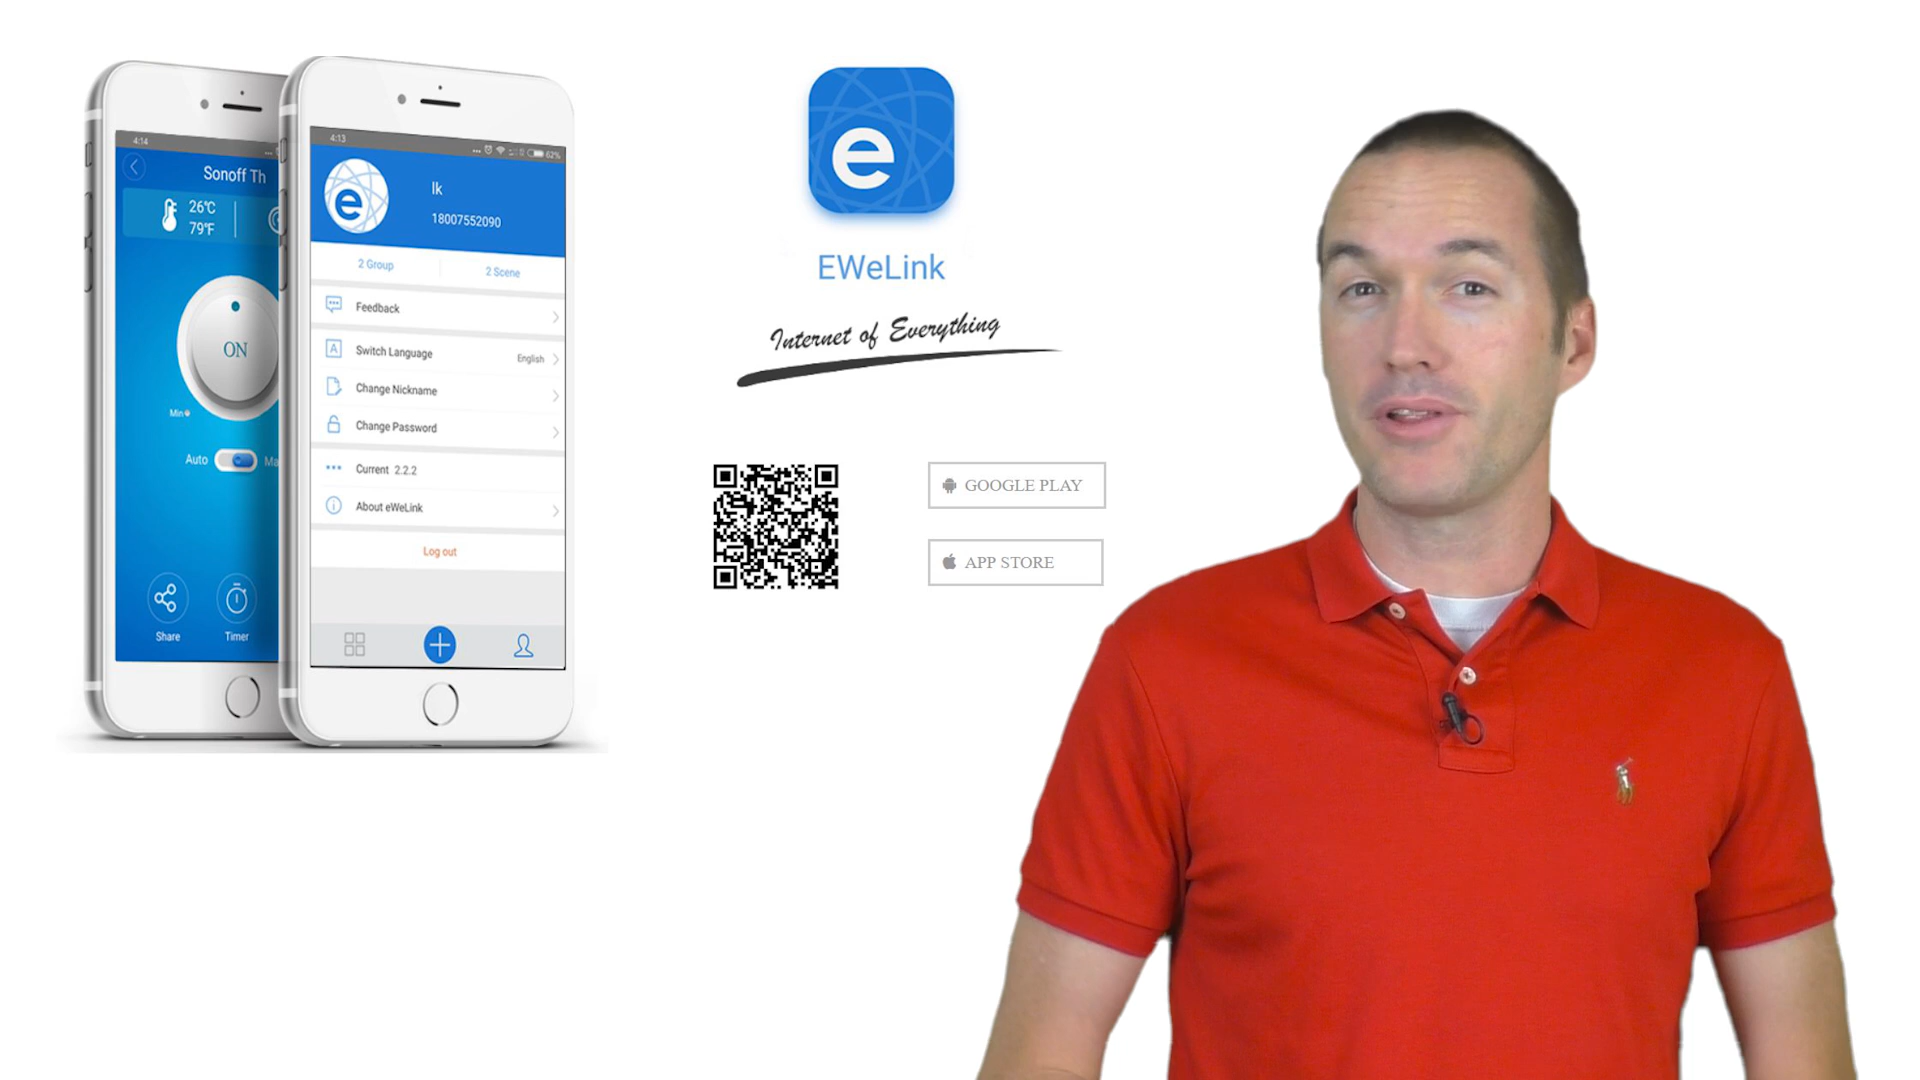 4:14
Sonoff Th
26℃
79℉
ON
Min
Auto
Ma
Share
Timer
4:13
62%
e
lk
18007552090
2 Group
2 Scene
Feedback
A
Switch Language
English
Change Nickname
Change Password
Current 2.2.2
About eWeLink
Log out
e
EWeLink
Internet of Everything
GOOGLE PLAY
APP STORE